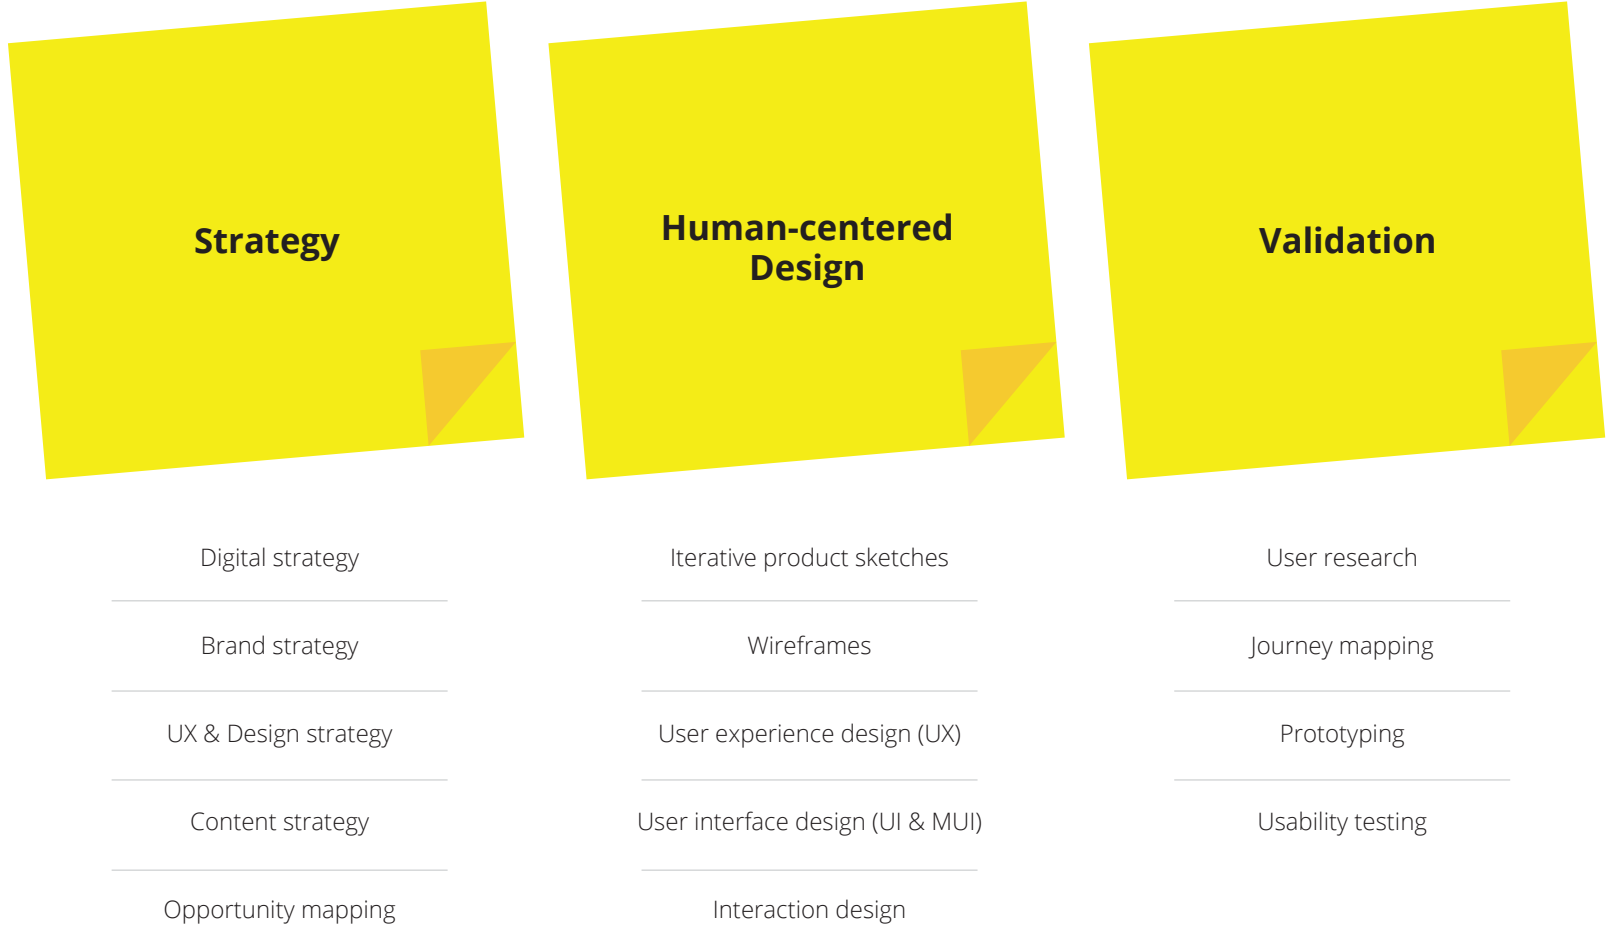 Strategy
Human-centered
Design
Validation
Digital strategy
Brand strategy
UX & Design strategy
Content strategy
Opportunity mapping
Iterative product sketches
Wireframes
User experience design (UX)
User interface design (UI & MUI)
Interaction design
User research
Journey mapping
Prototyping
Usability testing